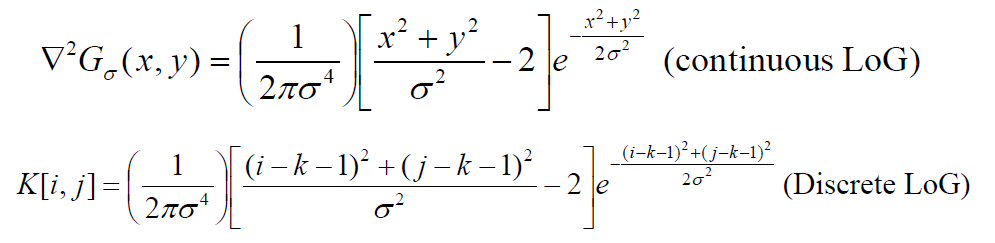 ∇²G_σ(x, y) = (1/(2πσ⁴)) [(x² + y²)/σ² − 2] e^(−(x²+y²)/(2σ²)) (continuous LoG)
K[i, j] = (1/(2πσ⁴)) [((i − k − 1)² + (j − k − 1)²)/σ² − 2] e^(−((i−k−1)²+(j−k−1)²)/(2σ²)) (Discrete LoG)